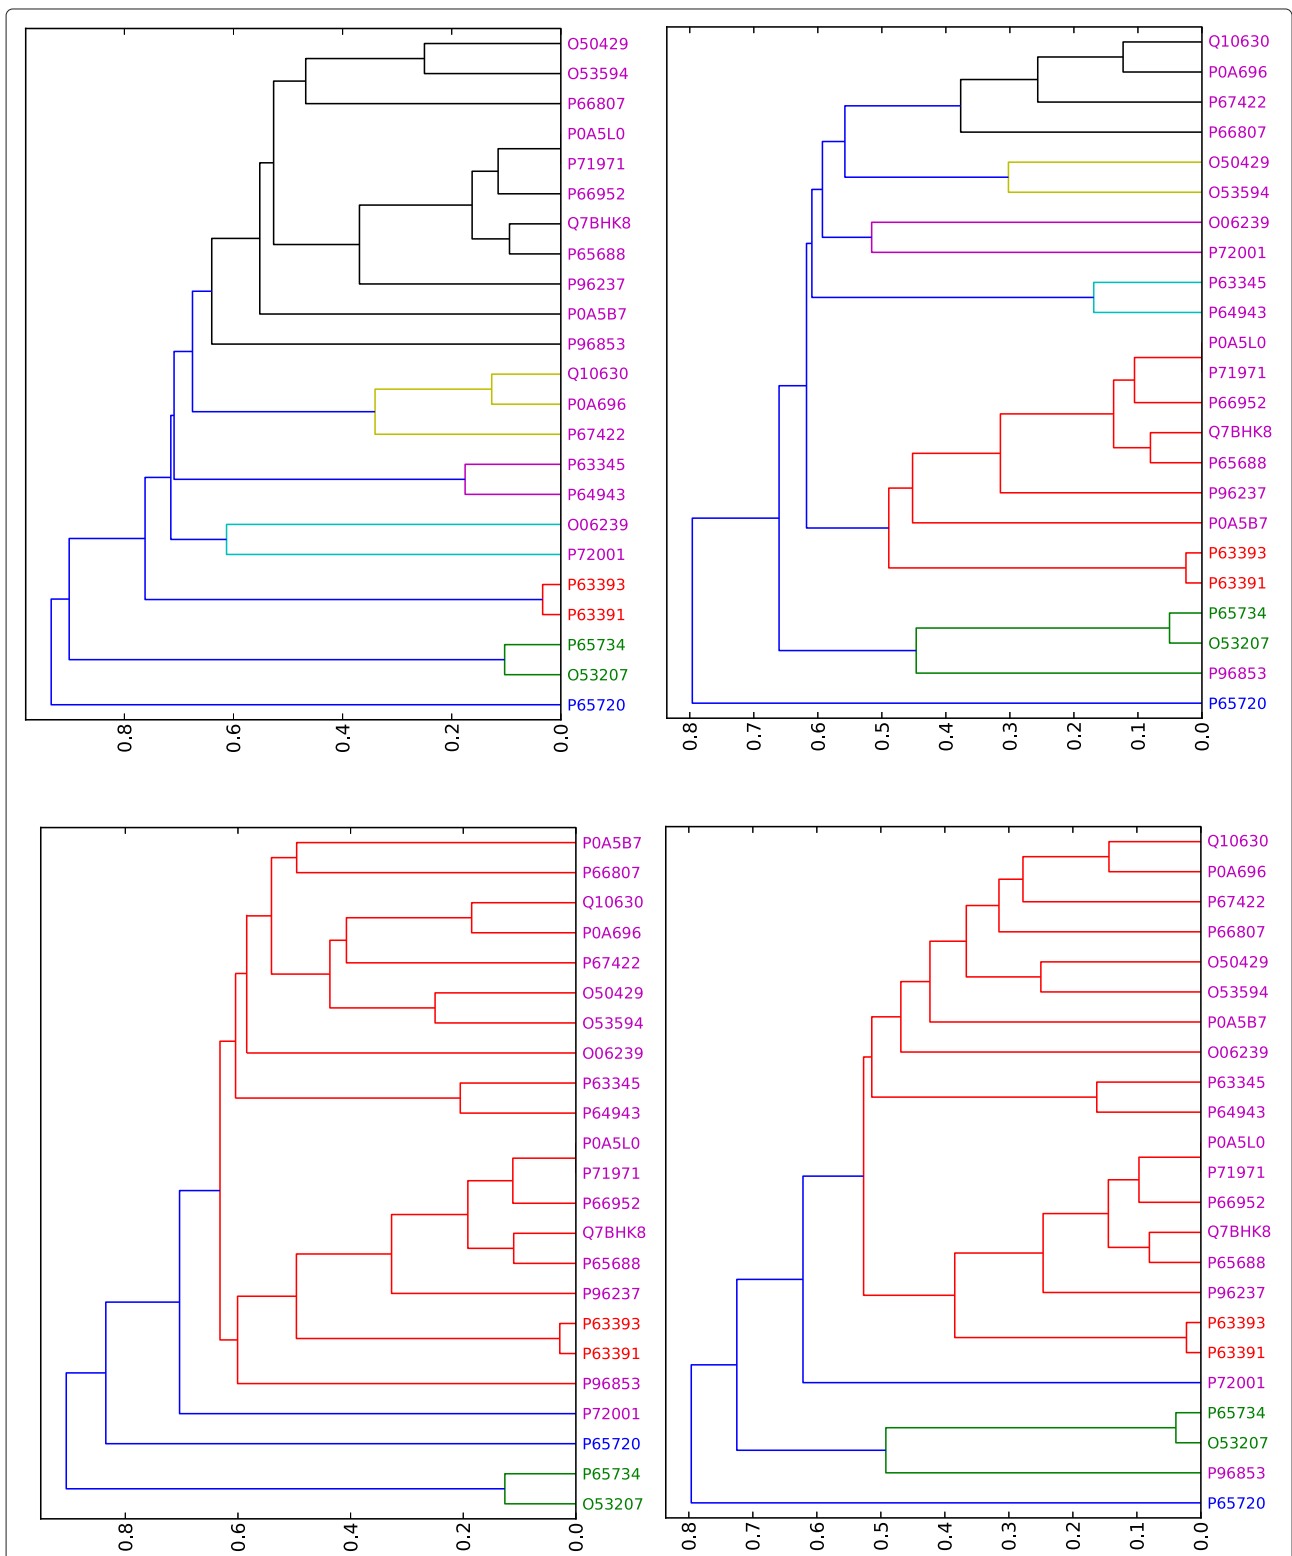 O50429
O53594
P66807
P0A5L0
P71971
P66952
Q7BHK8
P65688
P96237
P0A5B7
P96853
Q10630
P0A696
P67422
P63345
P64943
O06239
P72001
P63393
P63391
P65734
O53207
P65720
0.8 0.6 0.4 0.2 0.0
Q10630
P0A696
P67422
P66807
O50429
O53594
O06239
P72001
P63345
P64943
P0A5L0
P71971
P66952
Q7BHK8
P65688
P96237
P0A5B7
P63393
P63391
P65734
O53207
P96853
P65720
0.8 0.7 0.6 0.5 0.4 0.3 0.2 0.1 0.0
P0A5B7
P66807
Q10630
P0A696
P67422
O50429
O53594
O06239
P63345
P64943
P0A5L0
P71971
P66952
Q7BHK8
P65688
P96237
P63393
P63391
P96853
P72001
P65720
P65734
O53207
0.8 0.6 0.4 0.2 0.0
Q10630
P0A696
P67422
P66807
O50429
O53594
P0A5B7
O06239
P63345
P64943
P0A5L0
P71971
P66952
Q7BHK8
P65688
P96237
P63393
P63391
P72001
P65734
O53207
P96853
P65720
0.8 0.7 0.6 0.5 0.4 0.3 0.2 0.1 0.0